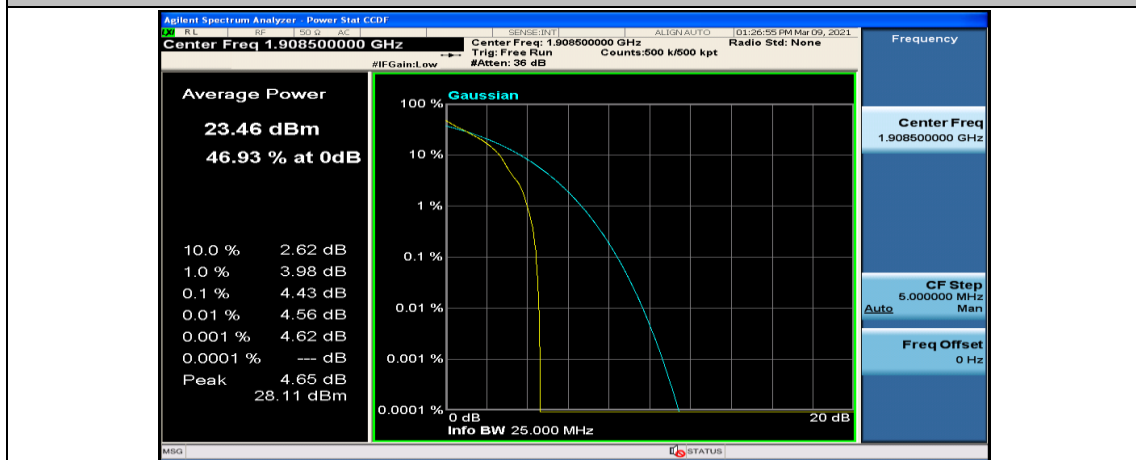 Agilent Spectrum Analyzer - Power Stat CCDF
LXI RL RF 50 Ω AC SENSE:INT ALIGN AUTO 01:26:55 PM Mar 09, 2021
Center Freq 1.908500000 GHz
Center Freq: 1.908500000 GHz Radio Std: None
Trig: Free Run Counts:500 k/500 kpt
#IFGain:Low #Atten: 36 dB
Frequency
Average Power
23.46 dBm
46.93 % at 0dB
10.0 % 2.62 dB
1.0 % 3.98 dB
0.1 % 4.43 dB
0.01 % 4.56 dB
0.001 % 4.62 dB
0.0001 % --- dB
Peak 4.65 dB
28.11 dBm
Gaussian
100 %
10 %
1 %
0.1 %
0.01 %
0.001 %
0.0001 %
0 dB 20 dB
Info BW 25.000 MHz
Center Freq
1.908500000 GHz
CF Step
5.000000 MHz
Auto Man
Freq Offset
0 Hz
MSG STATUS